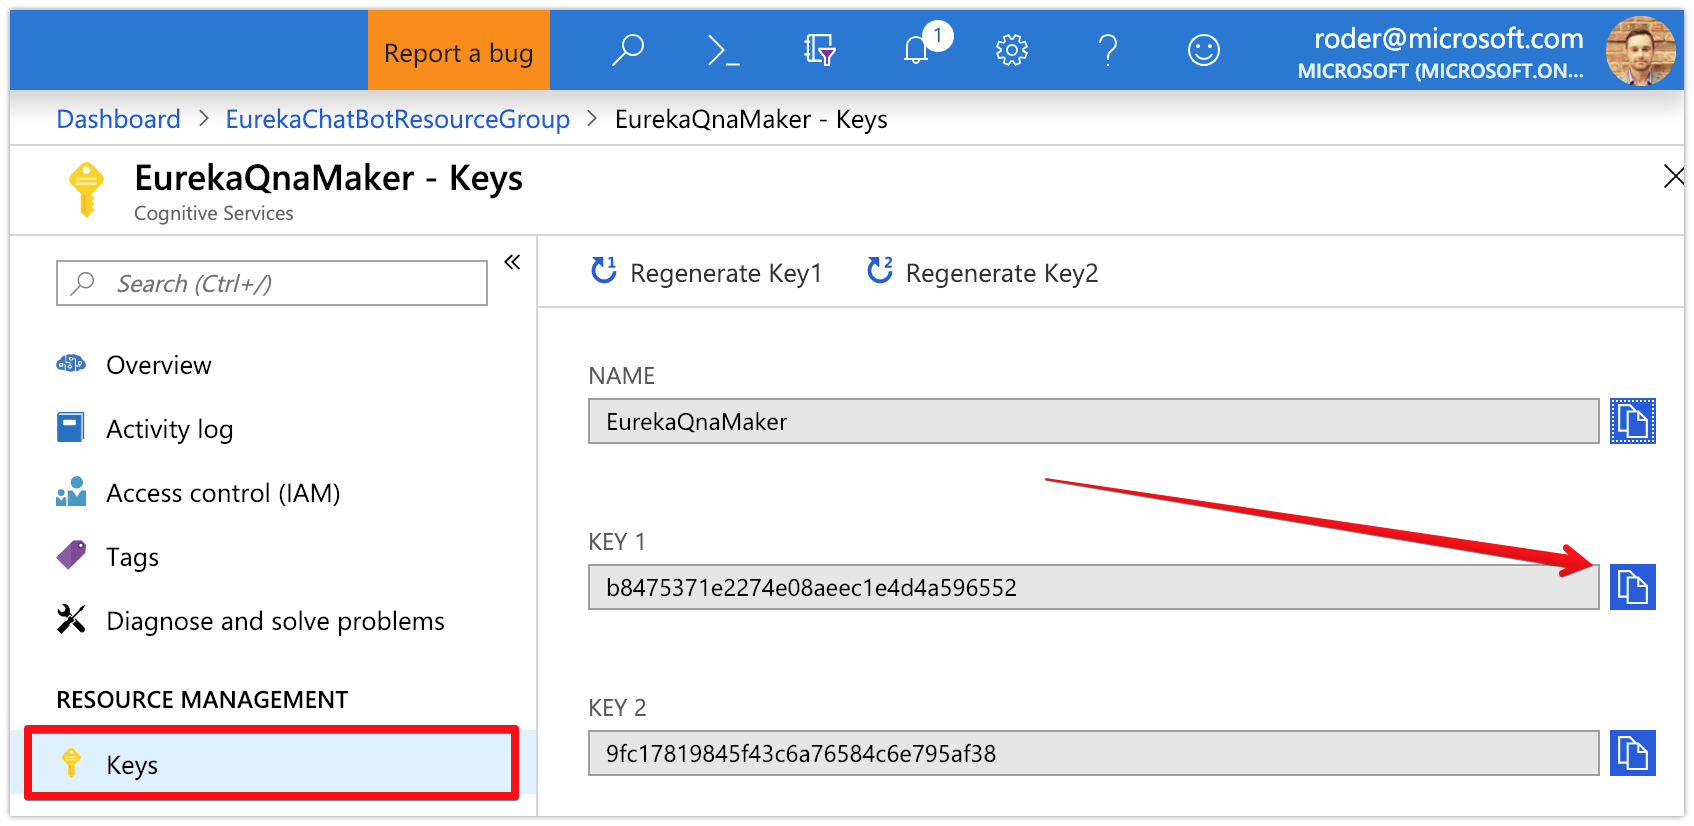 Report a bug
1
roder@microsoft.com
MICROSOFT (MICROSOFT.ON...
Dashboard > EurekaChatBotResourceGroup > EurekaQnaMaker - Keys
EurekaQnaMaker - Keys
Cognitive Services
Search (Ctrl+/)
«
Overview
Activity log
Access control (IAM)
Tags
Diagnose and solve problems
RESOURCE MANAGEMENT
Keys
1 Regenerate Key1
2 Regenerate Key2
NAME
EurekaQnaMaker
KEY 1
b8475371e2274e08aeec1e4d4a596552
KEY 2
9fc17819845f43c6a76584c6e795af38